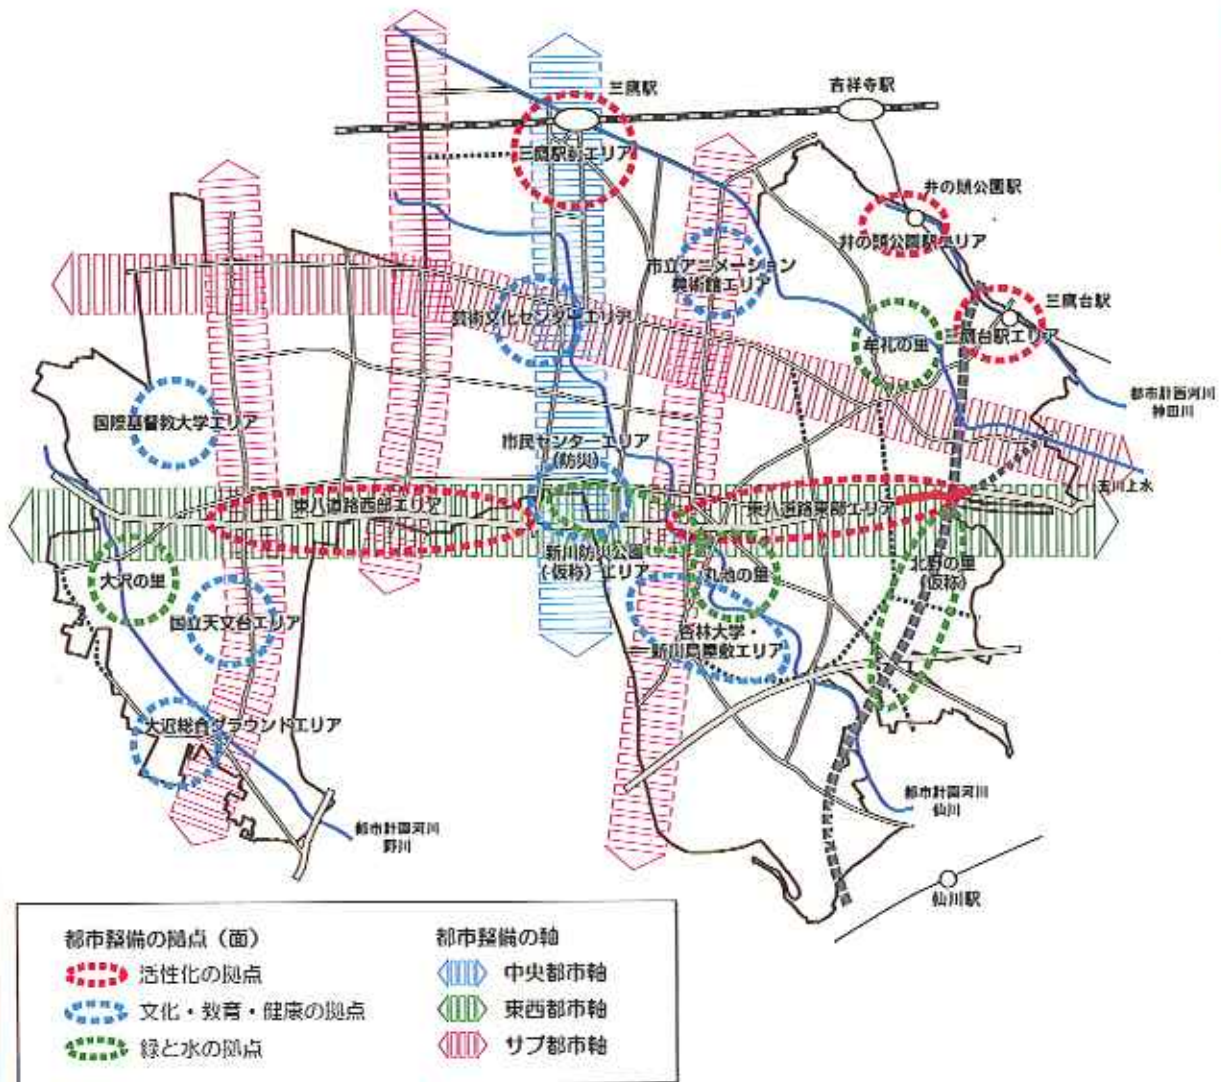 三鷹駅
吉祥寺駅
三鷹駅前エリア
井の頭公園駅
井の頭公園駅エリア
市立アニメーション
美術館エリア
三鷹台駅
三鷹台駅エリア
芸術文化センターエリア
牟礼の里
都市計画河川
神田川
国際基督教大学エリア
市民センターエリア
(防災)
玉川上水
東八道路西部エリア
東八道路東部エリア
新川防災公園
(仮称)エリア
大沢の里
丸池の里
北野の里
(仮称)
国立天文台エリア
杏林大学・
新川島屋敷エリア
大沢総合グラウンドエリア
都市計画河川
仙川
都市計画河川
野川
仙川駅
都市整備の拠点(面)
活性化の拠点
文化・教育・健康の拠点
緑と水の拠点
都市整備の軸
中央都市軸
東西都市軸
サブ都市軸